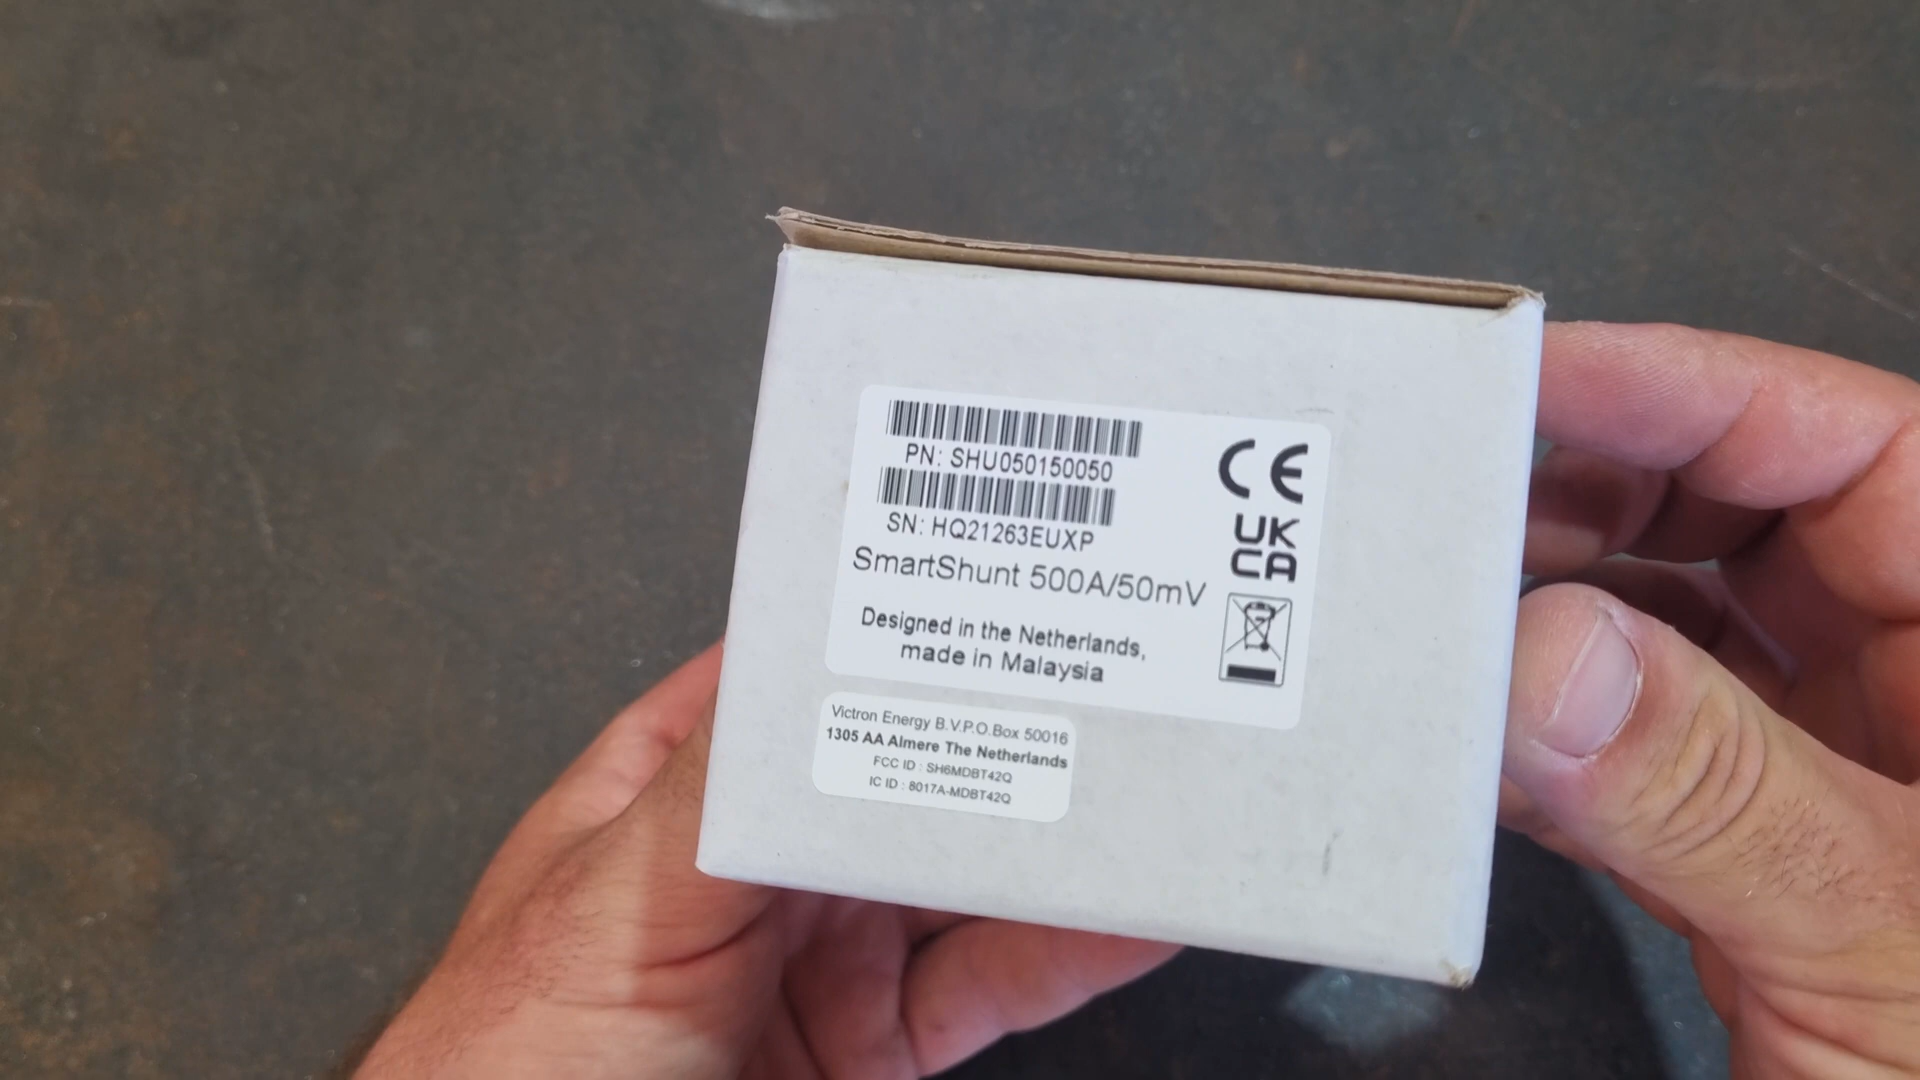 PN: SHU050150050
SN: HQ21263EUXP
SmartShunt 500A/50mV
Designed in the Netherlands,
made in Malaysia
CE
UK
CA
Victron Energy B.V.P.O.Box 50016
1305 AA Almere The Netherlands
FCC ID : SH6MDBT42Q
IC ID : 8017A-MDBT42Q